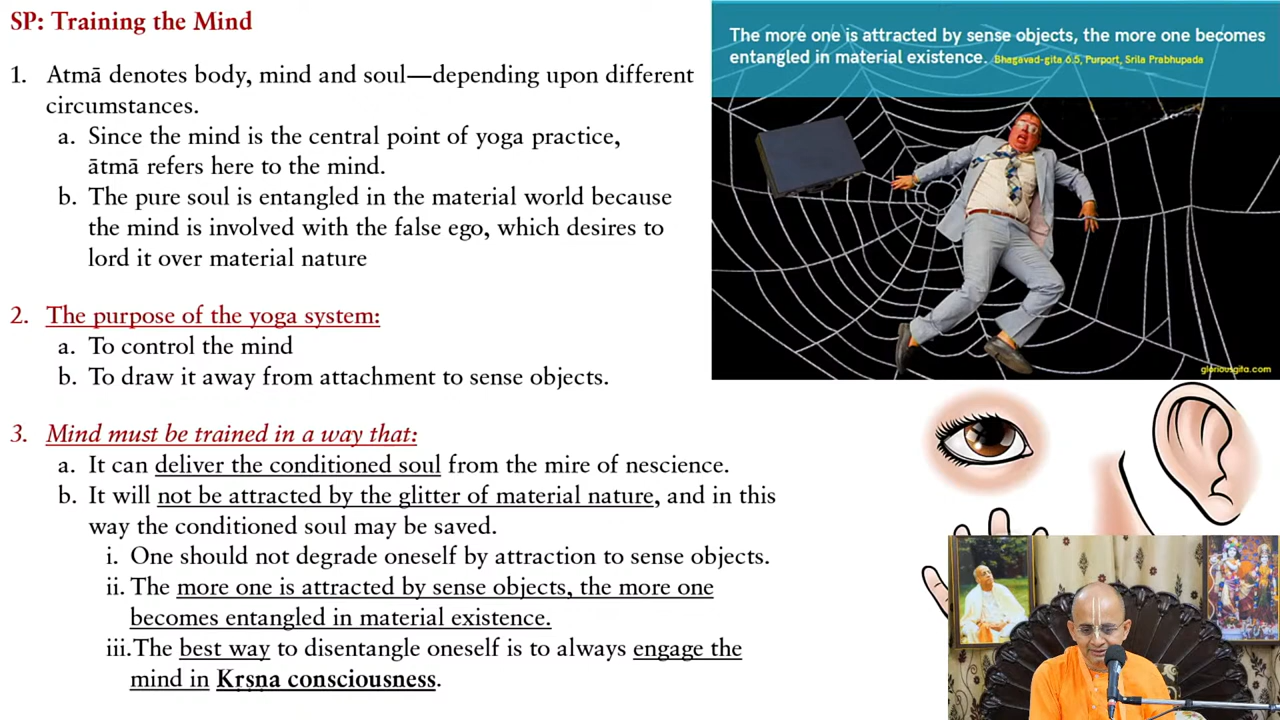 SP: Training the Mind
1. Atmā denotes body, mind and soul—depending upon different
circumstances.
a. Since the mind is the central point of yoga practice,
ātmā refers here to the mind.
b. The pure soul is entangled in the material world because
the mind is involved with the false ego, which desires to
lord it over material nature
2. The purpose of the yoga system:
a. To control the mind
b. To draw it away from attachment to sense objects.
3. Mind must be trained in a way that:
a. It can deliver the conditioned soul from the mire of nescience.
b. It will not be attracted by the glitter of material nature, and in this
way the conditioned soul may be saved.
i. One should not degrade oneself by attraction to sense objects.
ii. The more one is attracted by sense objects, the more one
becomes entangled in material existence.
iii.The best way to disentangle oneself is to always engage the
mind in Kṛṣṇa consciousness.
The more one is attracted by sense objects, the more one becomes
entangled in material existence. Bhagavad-gita 6.5, Purport, Srila Prabhupada
gloriousgita.com